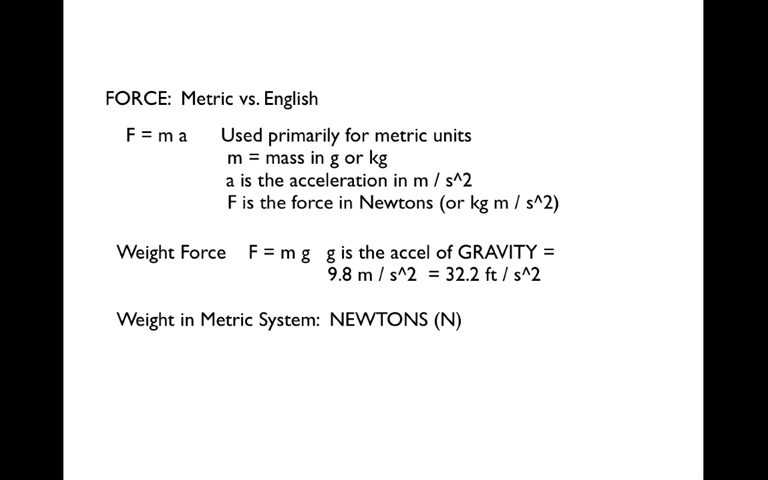 FORCE: Metric vs. English
F = m a Used primarily for metric units
m = mass in g or kg
a is the acceleration in m / s^2
F is the force in Newtons (or kg m / s^2)
Weight Force F = m g g is the accel of GRAVITY =
9.8 m / s^2 = 32.2 ft / s^2
Weight in Metric System: NEWTONS (N)